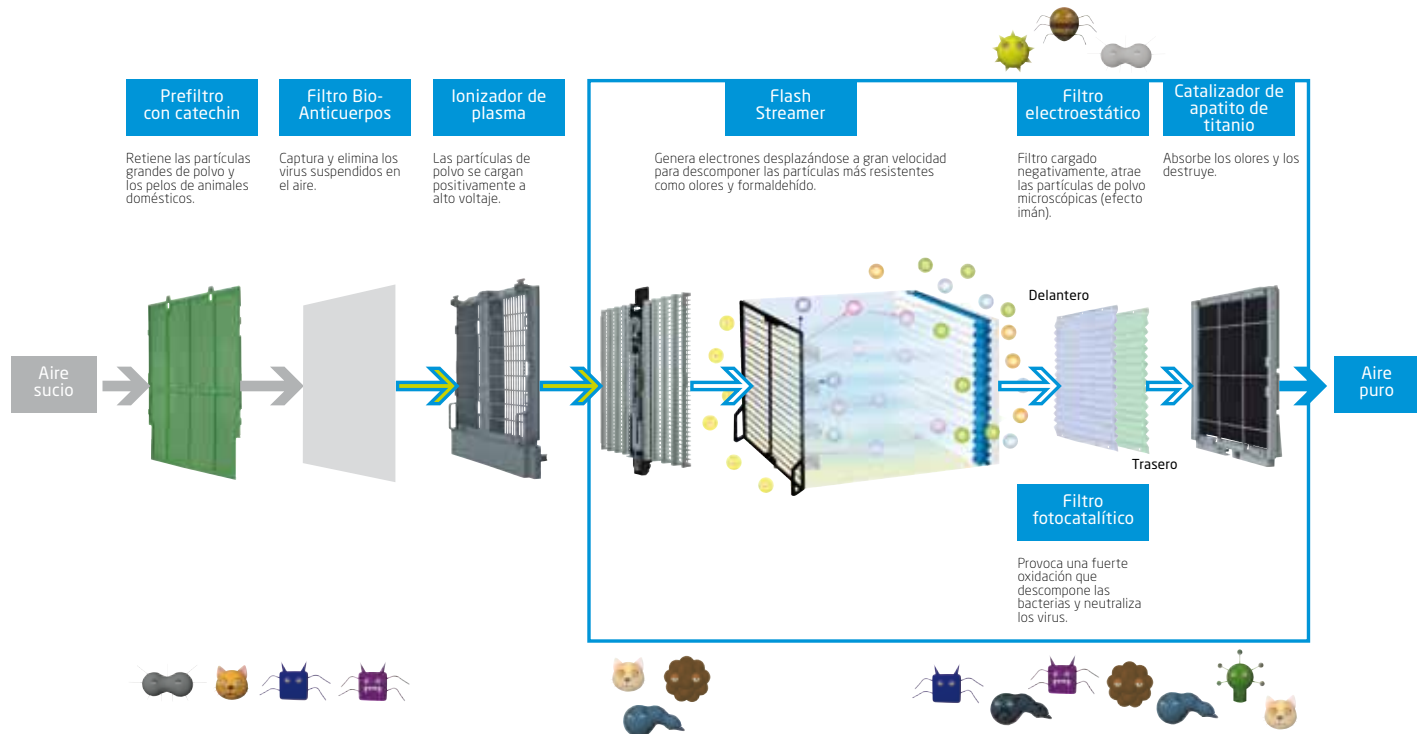 Prefiltro
con catechin
Retiene las partículas
grandes de polvo y
los pelos de animales
domésticos.
Filtro Bio-
Anticuerpos
Captura y elimina los
virus suspendidos en
el aire.
Ionizador de
plasma
Las partículas de
polvo se cargan
positivamente a
alto voltaje.
Flash
Streamer
Genera electrones desplazándose a gran velocidad
para descomponer las partículas más resistentes
como olores y formaldehído.
Filtro
electroestático
Filtro cargado
negativamente, atrae
las partículas de polvo
microscópicas (efecto
imán).
Catalizador de
apatito de
titanio
Absorbe los olores y los
destruye.
Aire
sucio
Delantero
Trasero
Aire
puro
Filtro
fotocatalítico
Provoca una fuerte
oxidación que
descompone las
bacterias y neutraliza
los virus.